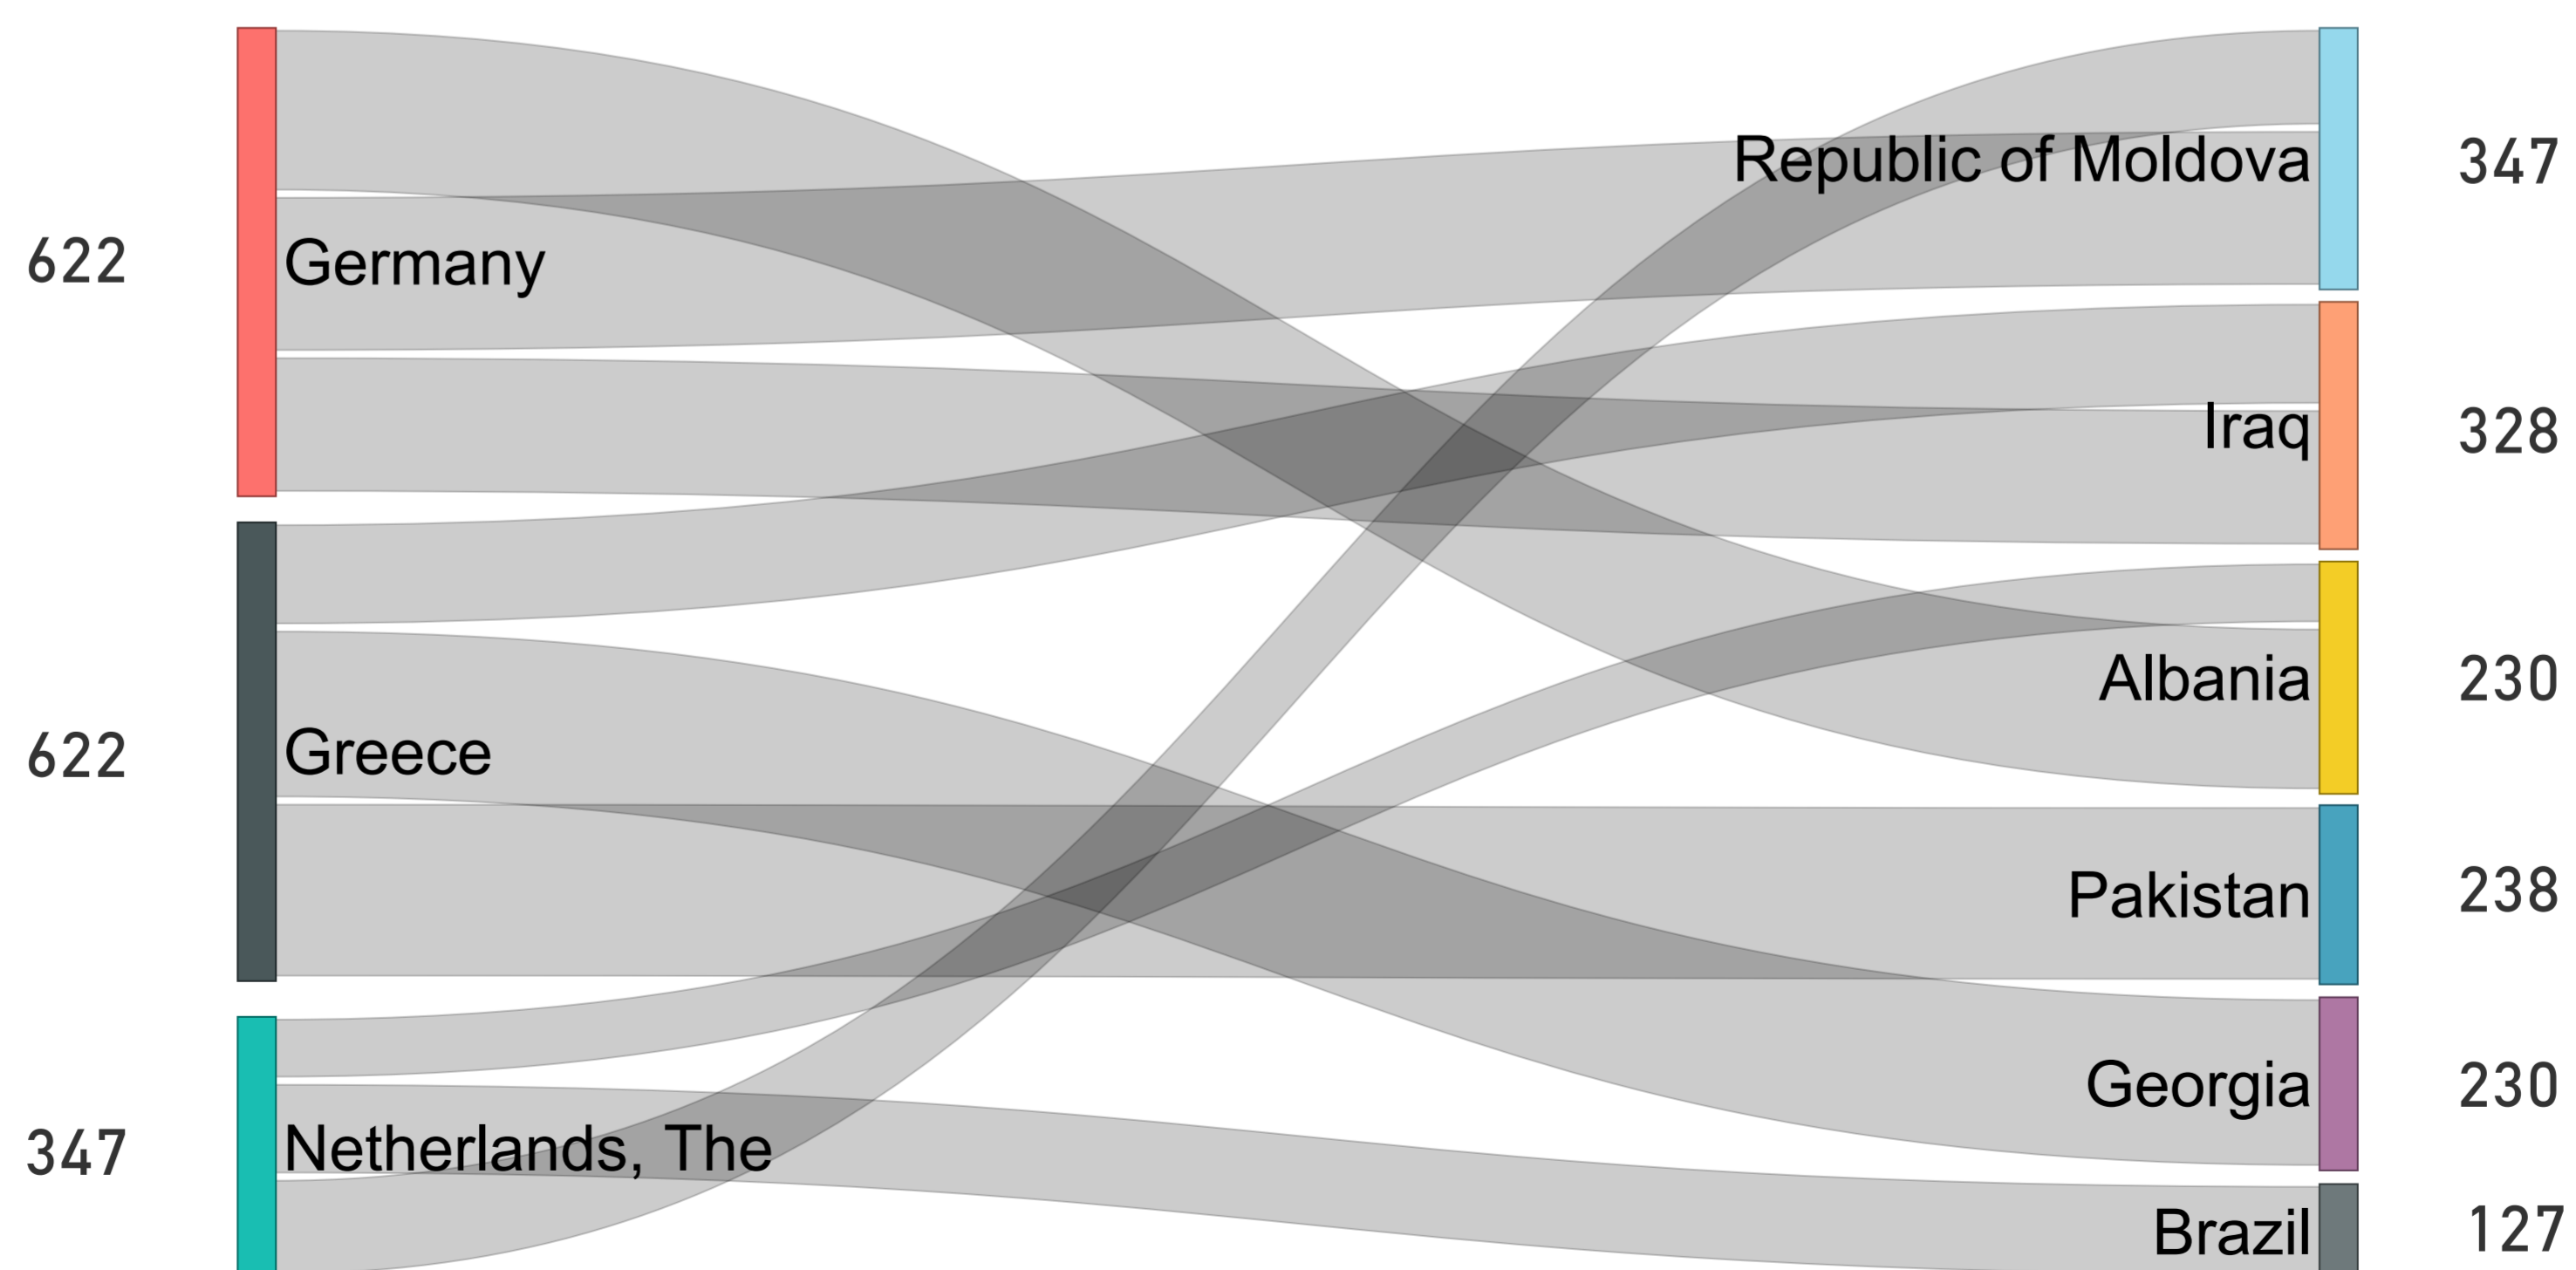 622
Germany
622
Greece
347
Netherlands, The
Republic of Moldova
347
Iraq
328
Albania
230
Pakistan
238
Georgia
230
Brazil
127